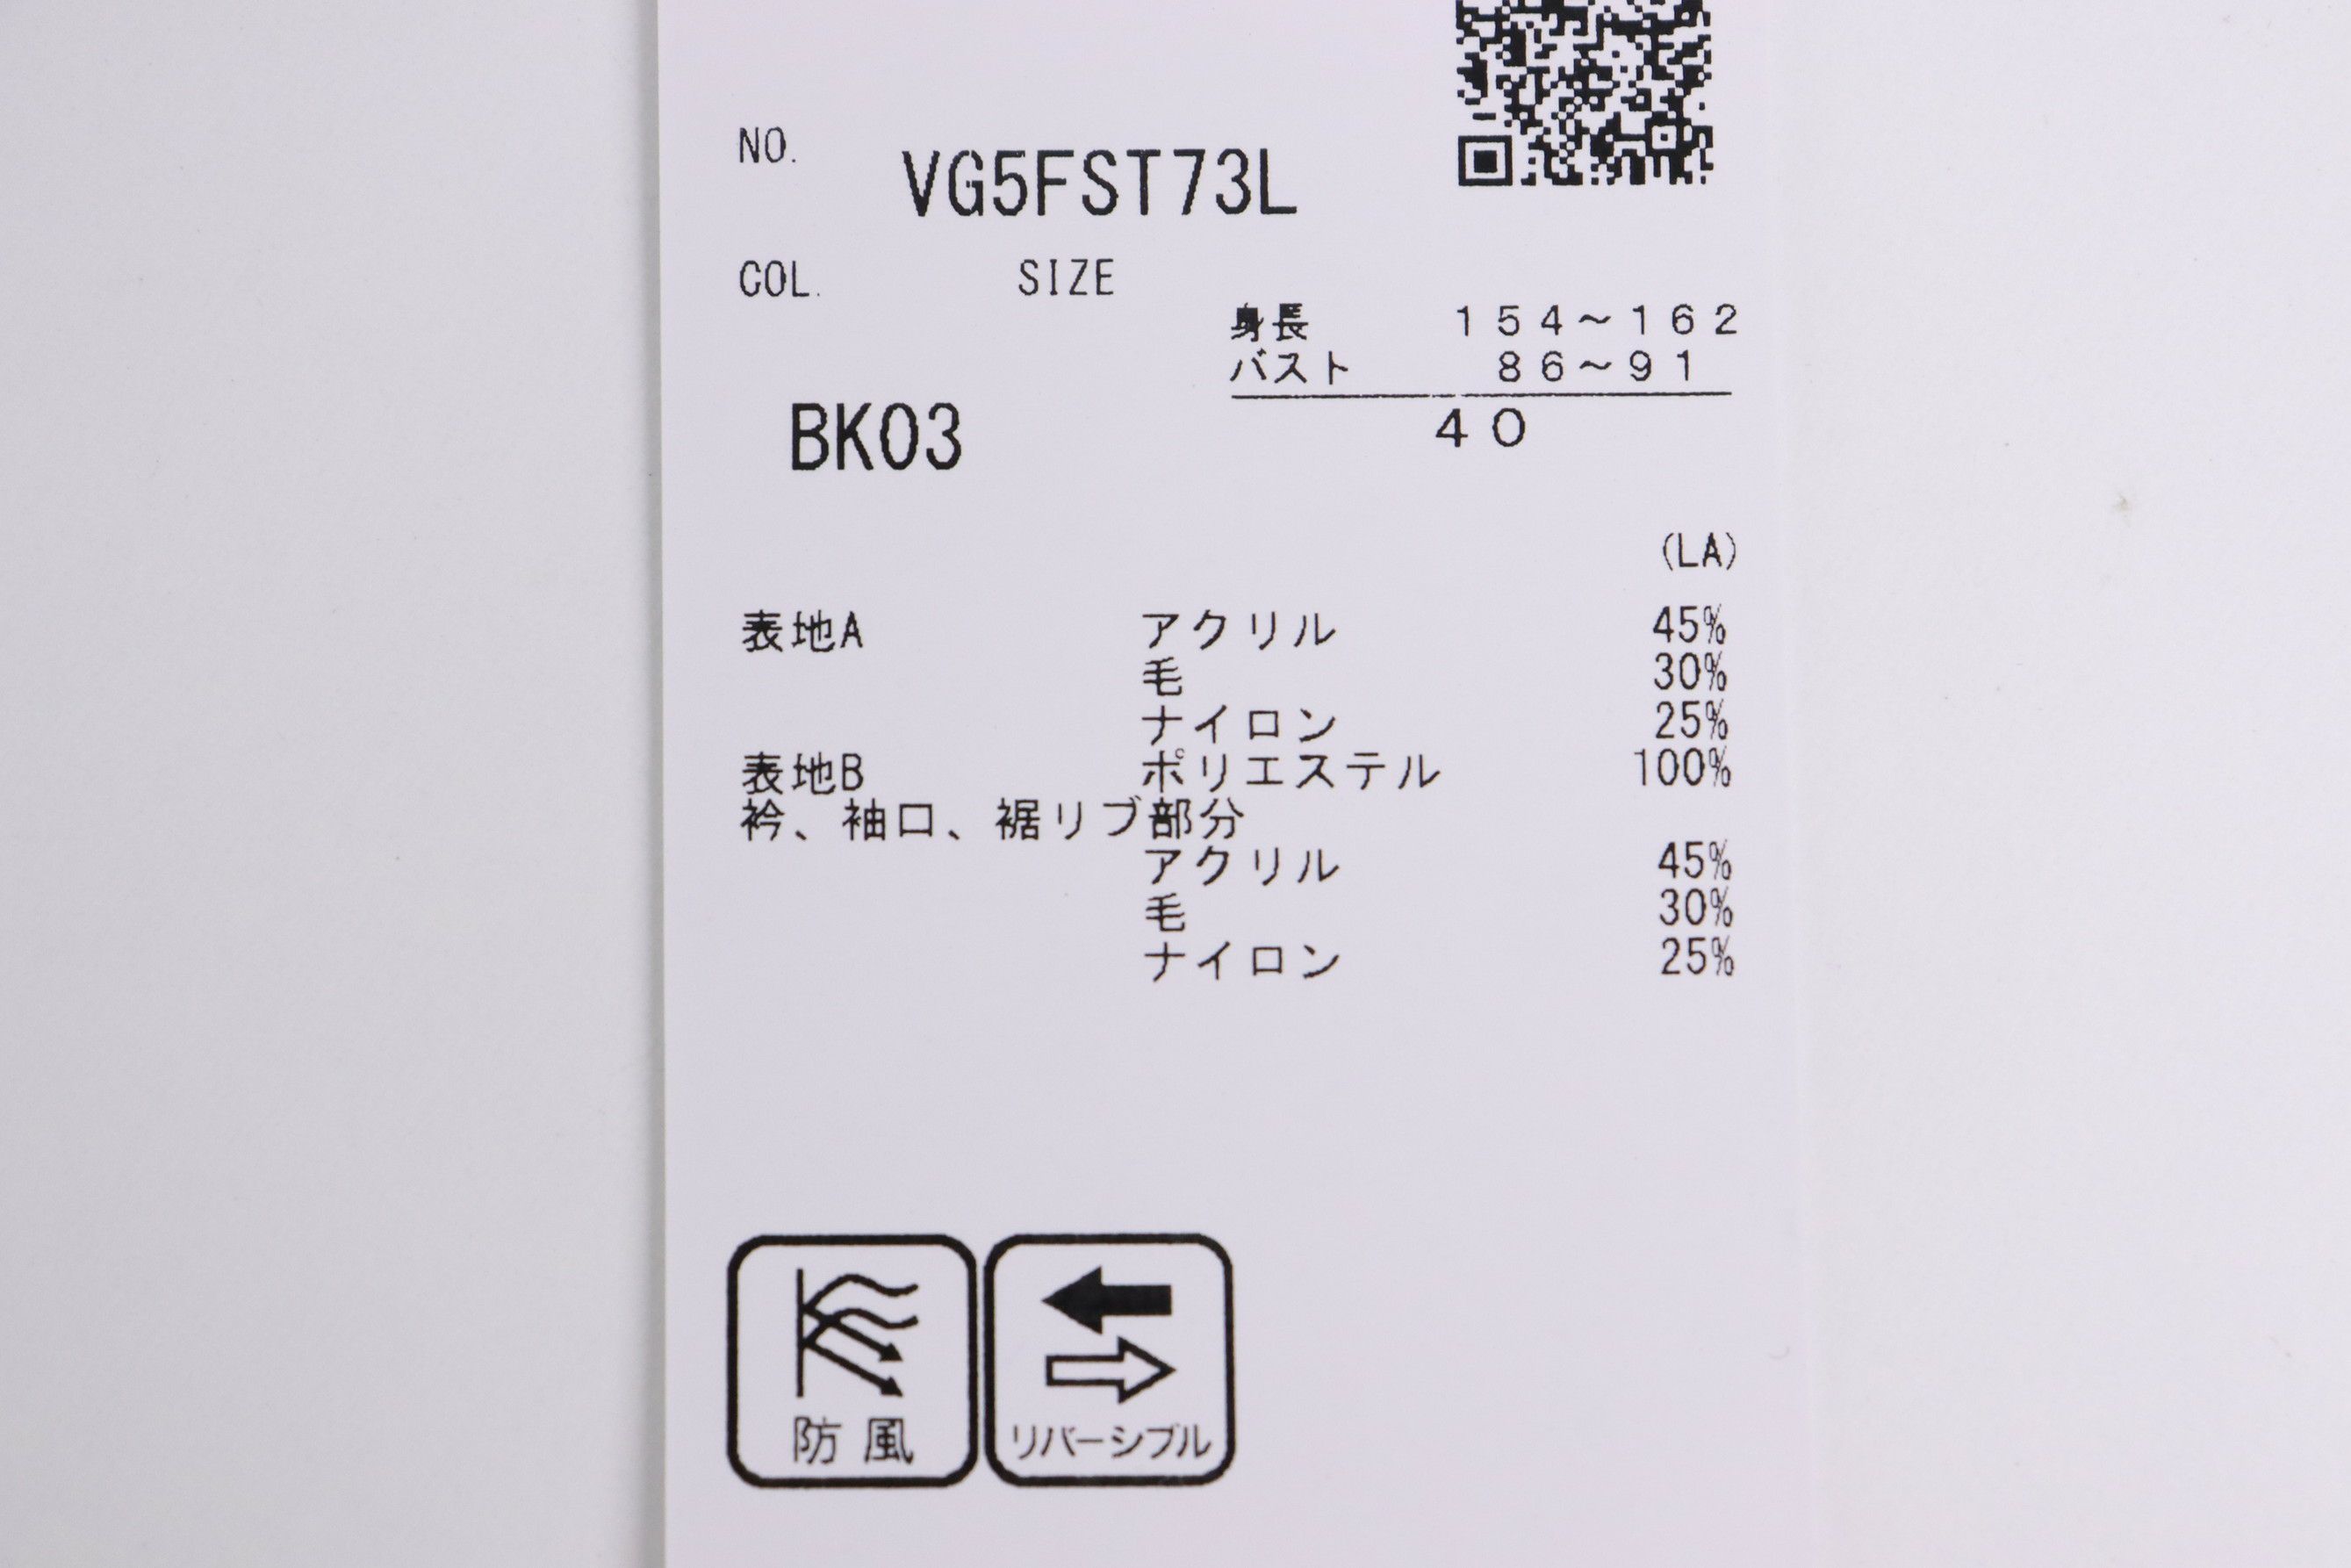 NO.
VG5FST73L
COL. SIZE
身長 154～162
バスト 86～91
BK03 40
(LA)
表地A アクリル 45%
毛 30%
ナイロン 25%
表地B ポリエステル 100%
衿、袖口、裾リブ部分
アクリル 45%
毛 30%
ナイロン 25%
防風 リバーシブル